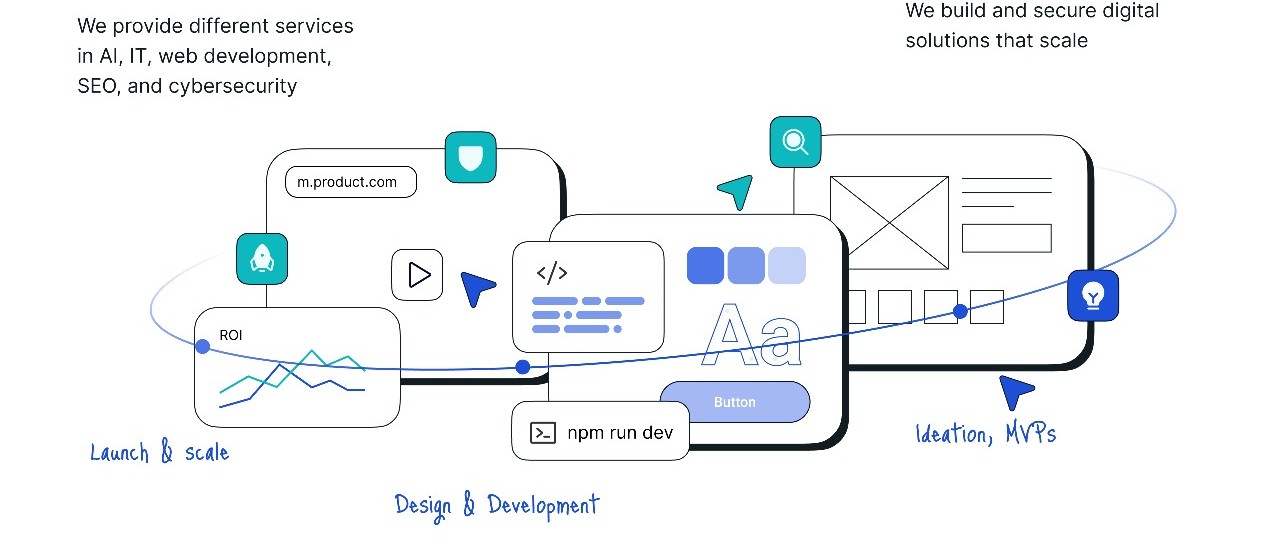 We provide different services
in AI, IT, web development,
SEO, and cybersecurity
We build and secure digital
solutions that scale
m.product.com
</>
ROI
Aa
Button
npm run dev
Launch & scale
Design & Development
Ideation, MVPs